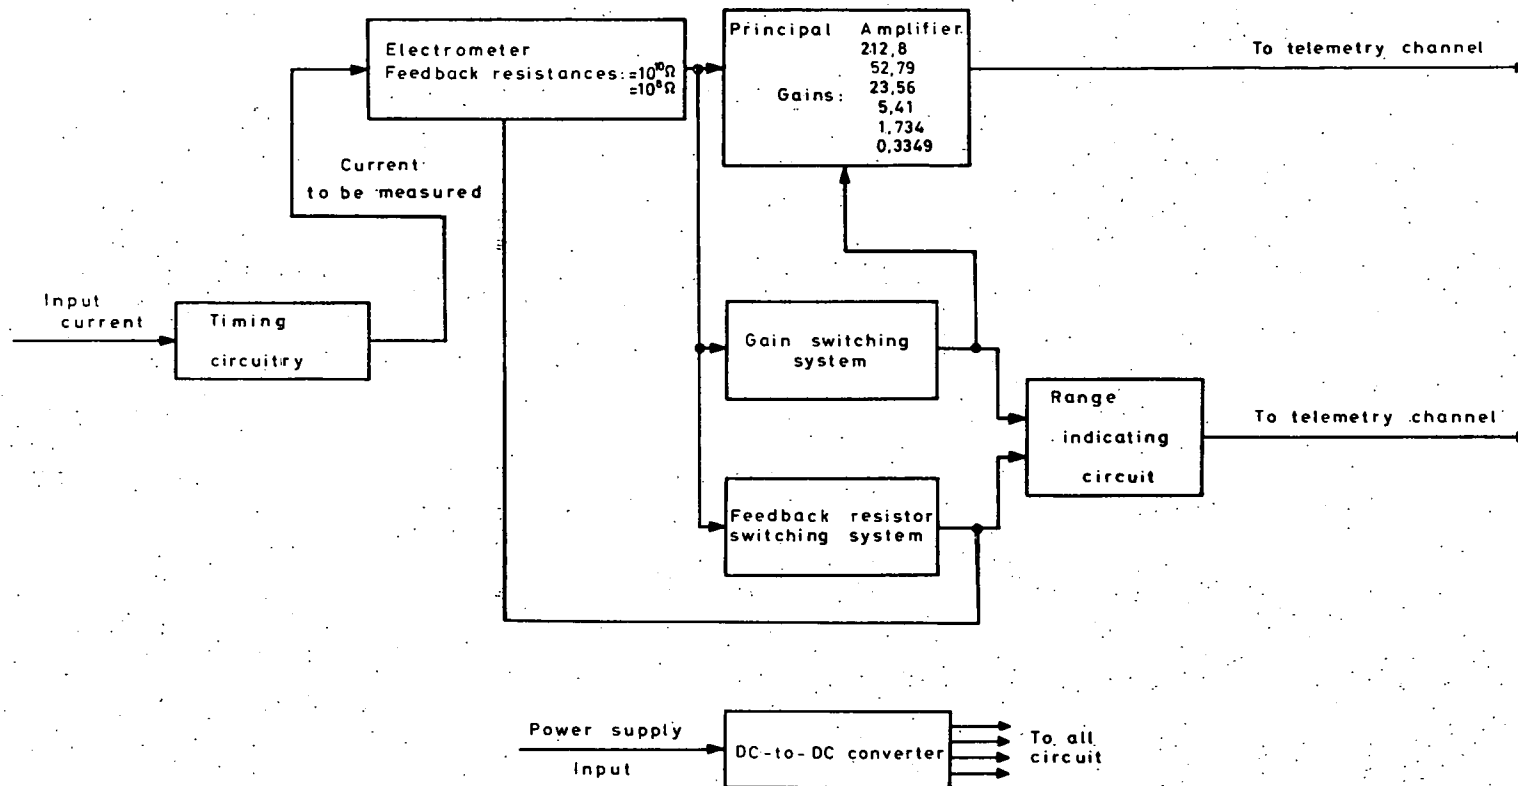 Electrometer
Feedback resistances: =10¹⁰Ω
=10⁸Ω
Principal Amplifier
212,8
52,79
Gains: 23,56
5,41
1,734
0,3349
To telemetry channel
Current
to be measured
Input
current
Timing
circuitry
Gain switching
system
Range
indicating
circuit
To telemetry channel
Feedback resistor
switching system
Power supply
Input
DC-to-DC converter
To all
circuit